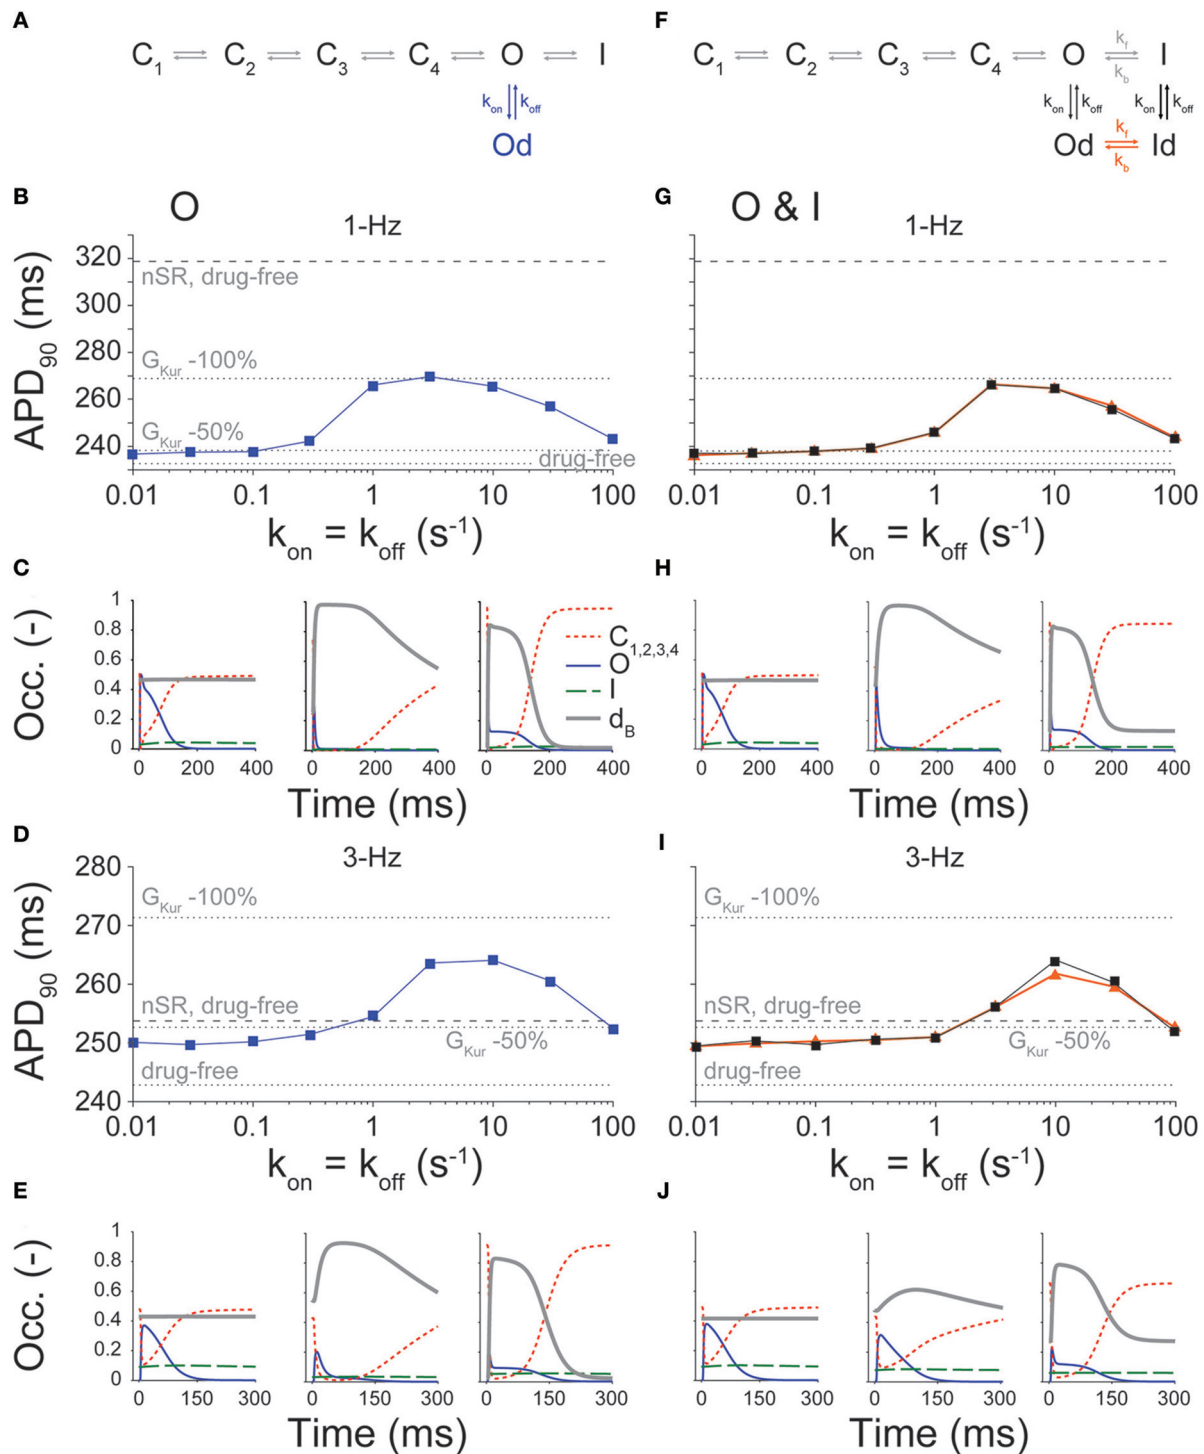 A
C1 C2 C3 C4 O I
kon koff
Od
F
C1 C2 C3 C4 O kf I
kb
kon koff kon koff
Od kf Id
kb
B
O
1-Hz
APD90 (ms)
320
300
280
260
240
nSR, drug-free
GKur -100%
GKur -50%
drug-free
0.01 0.1 1 10 100
kon = koff (s-1)
G
O & I
1-Hz
0.01 0.1 1 10 100
kon = koff (s-1)
C
Occ. (-)
1
0.8
0.6
0.4
0.2
0
C1,2,3,4
O
I
dB
0 200 400 0 200 400 0 200 400
Time (ms)
H
0 200 400 0 200 400 0 200 400
Time (ms)
D
3-Hz
APD90 (ms)
280
270
260
250
240
GKur -100%
nSR, drug-free
GKur -50%
drug-free
0.01 0.1 1 10 100
kon = koff (s-1)
I
3-Hz
GKur -100%
nSR, drug-free
GKur -50%
drug-free
0.01 0.1 1 10 100
kon = koff (s-1)
E
Occ. (-)
1
0.8
0.6
0.4
0.2
0
0 150 300 0 150 300 0 150 300
Time (ms)
J
0 150 300 0 150 300 0 150 300
Time (ms)